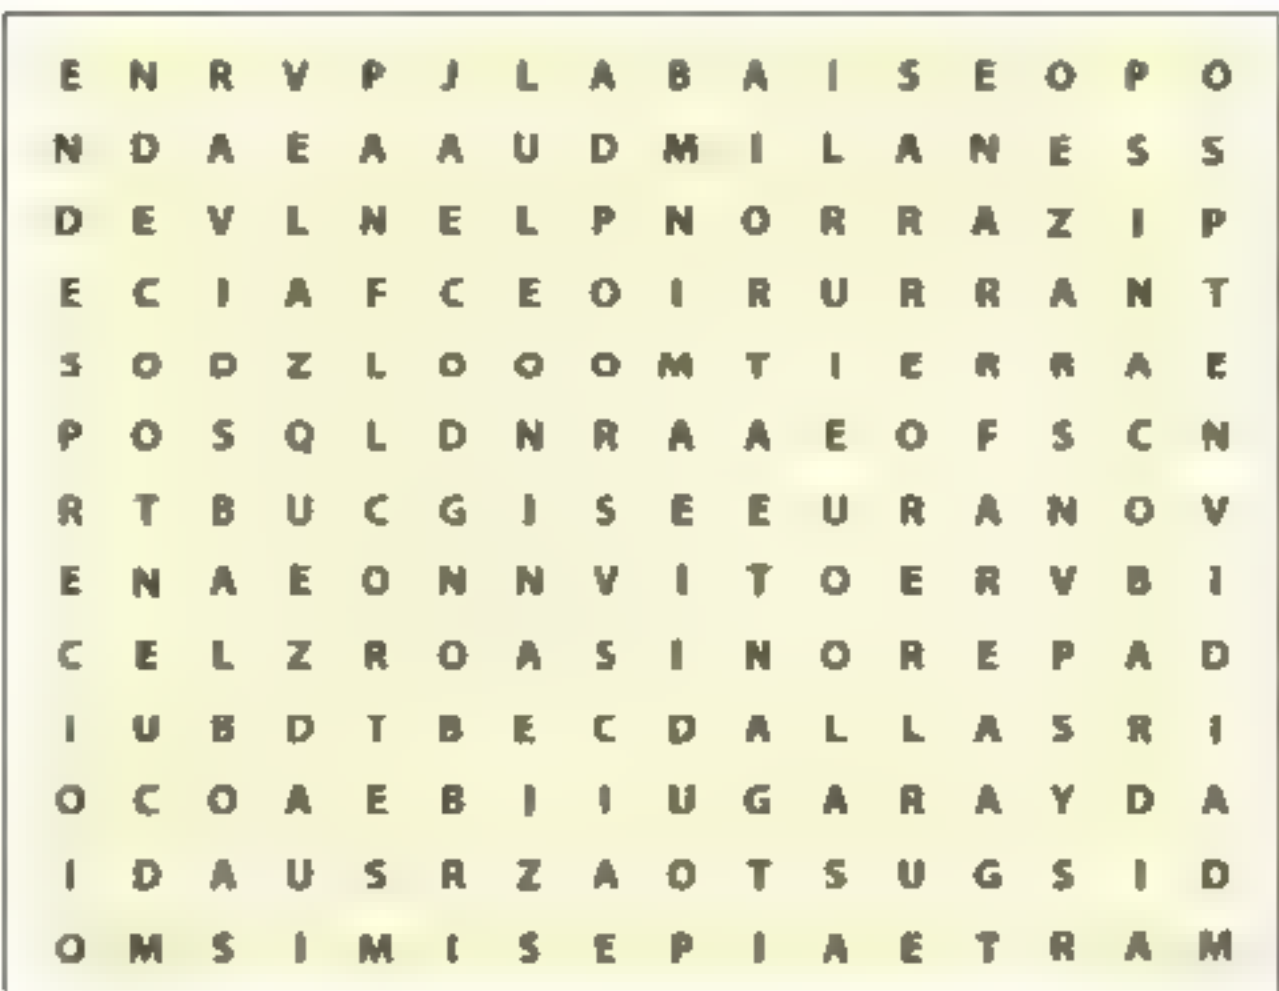 E N R V P J L A B A I S E O P O
N D A E A A U D M I L A N E S S
D E V L N E L P N O R R A Z I P
E C I A F C E O I R U R R A N T
S O D Z L O O O M T I E R R A E
P O S Q L D N R A A E O F S C N
R T B U C G I S E E U R A N O V
E N A E O N N V I T O E R V B I
C E L Z R O A S I N O R E P A D
I U B D T B E C D A L L A S R I
O C O A E B I I U G A R A Y D A
I D A U S R Z A O T S U G S I D
O M S I M I S E P I A E T R A M